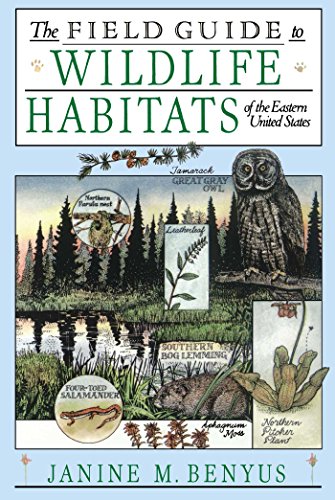 The FIELD GUIDE to
WILDLIFE
HABITATS
of the Eastern
United States
Tamarack
GREAT GRAY
OWL
Northern
Parula nest
Leatherleaf
SOUTHERN
BOG LEMMING
FOUR-TOED
SALAMANDER
Sphagnum
Moss
Northern
Pitcher
Plant
JANINE M. BENYUS